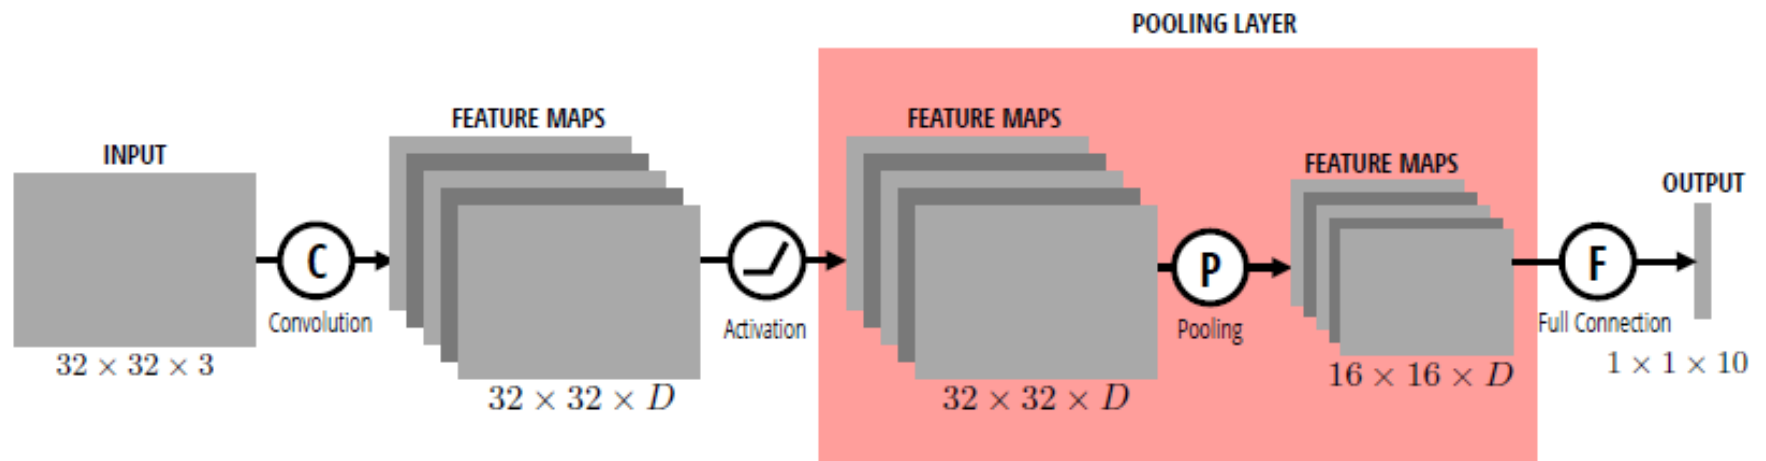 POOLING LAYER
INPUT
32 × 32 × 3
C
Convolution
FEATURE MAPS
32 × 32 × D
Activation
FEATURE MAPS
32 × 32 × D
P
Pooling
FEATURE MAPS
16 × 16 × D
F
Full Connection
OUTPUT
1 × 1 × 10